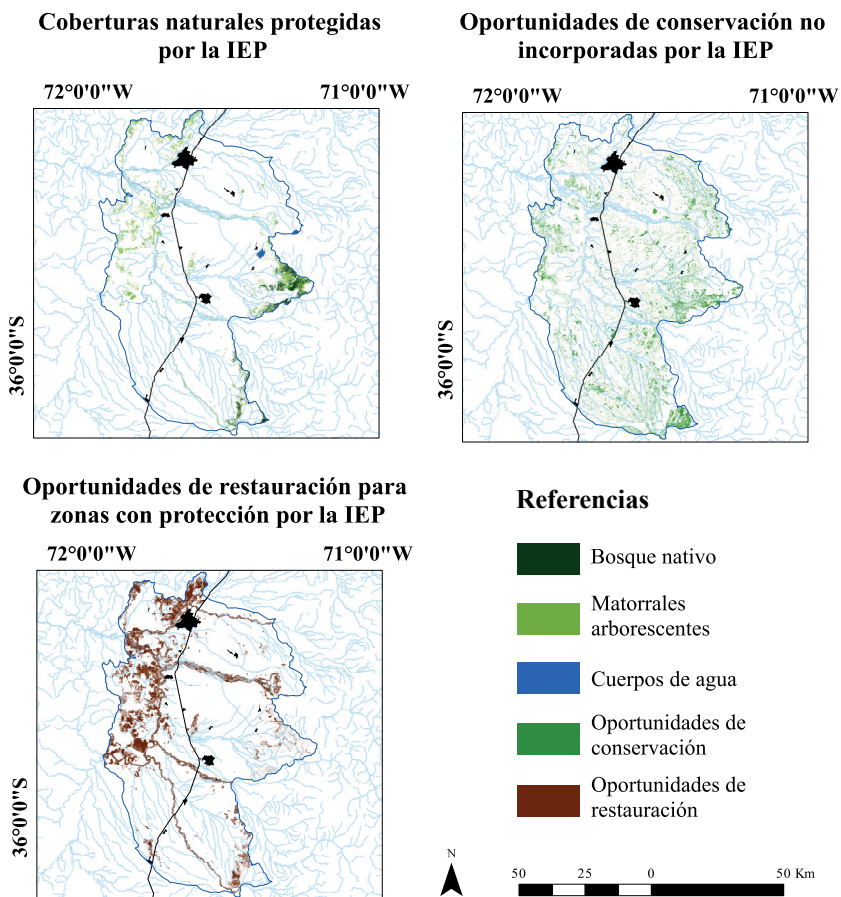 Coberturas naturales protegidas
por la IEP
Oportunidades de conservación no
incorporadas por la IEP
72°0'0"W
71°0'0"W
72°0'0"W
71°0'0"W
36°0'0"S
36°0'0"S
Oportunidades de restauración para
zonas con protección por la IEP
72°0'0"W
71°0'0"W
36°0'0"S
Referencias
Bosque nativo
Matorrales
arborescentes
Cuerpos de agua
Oportunidades de
conservación
Oportunidades de
restauración
N
50 25 0 50 Km